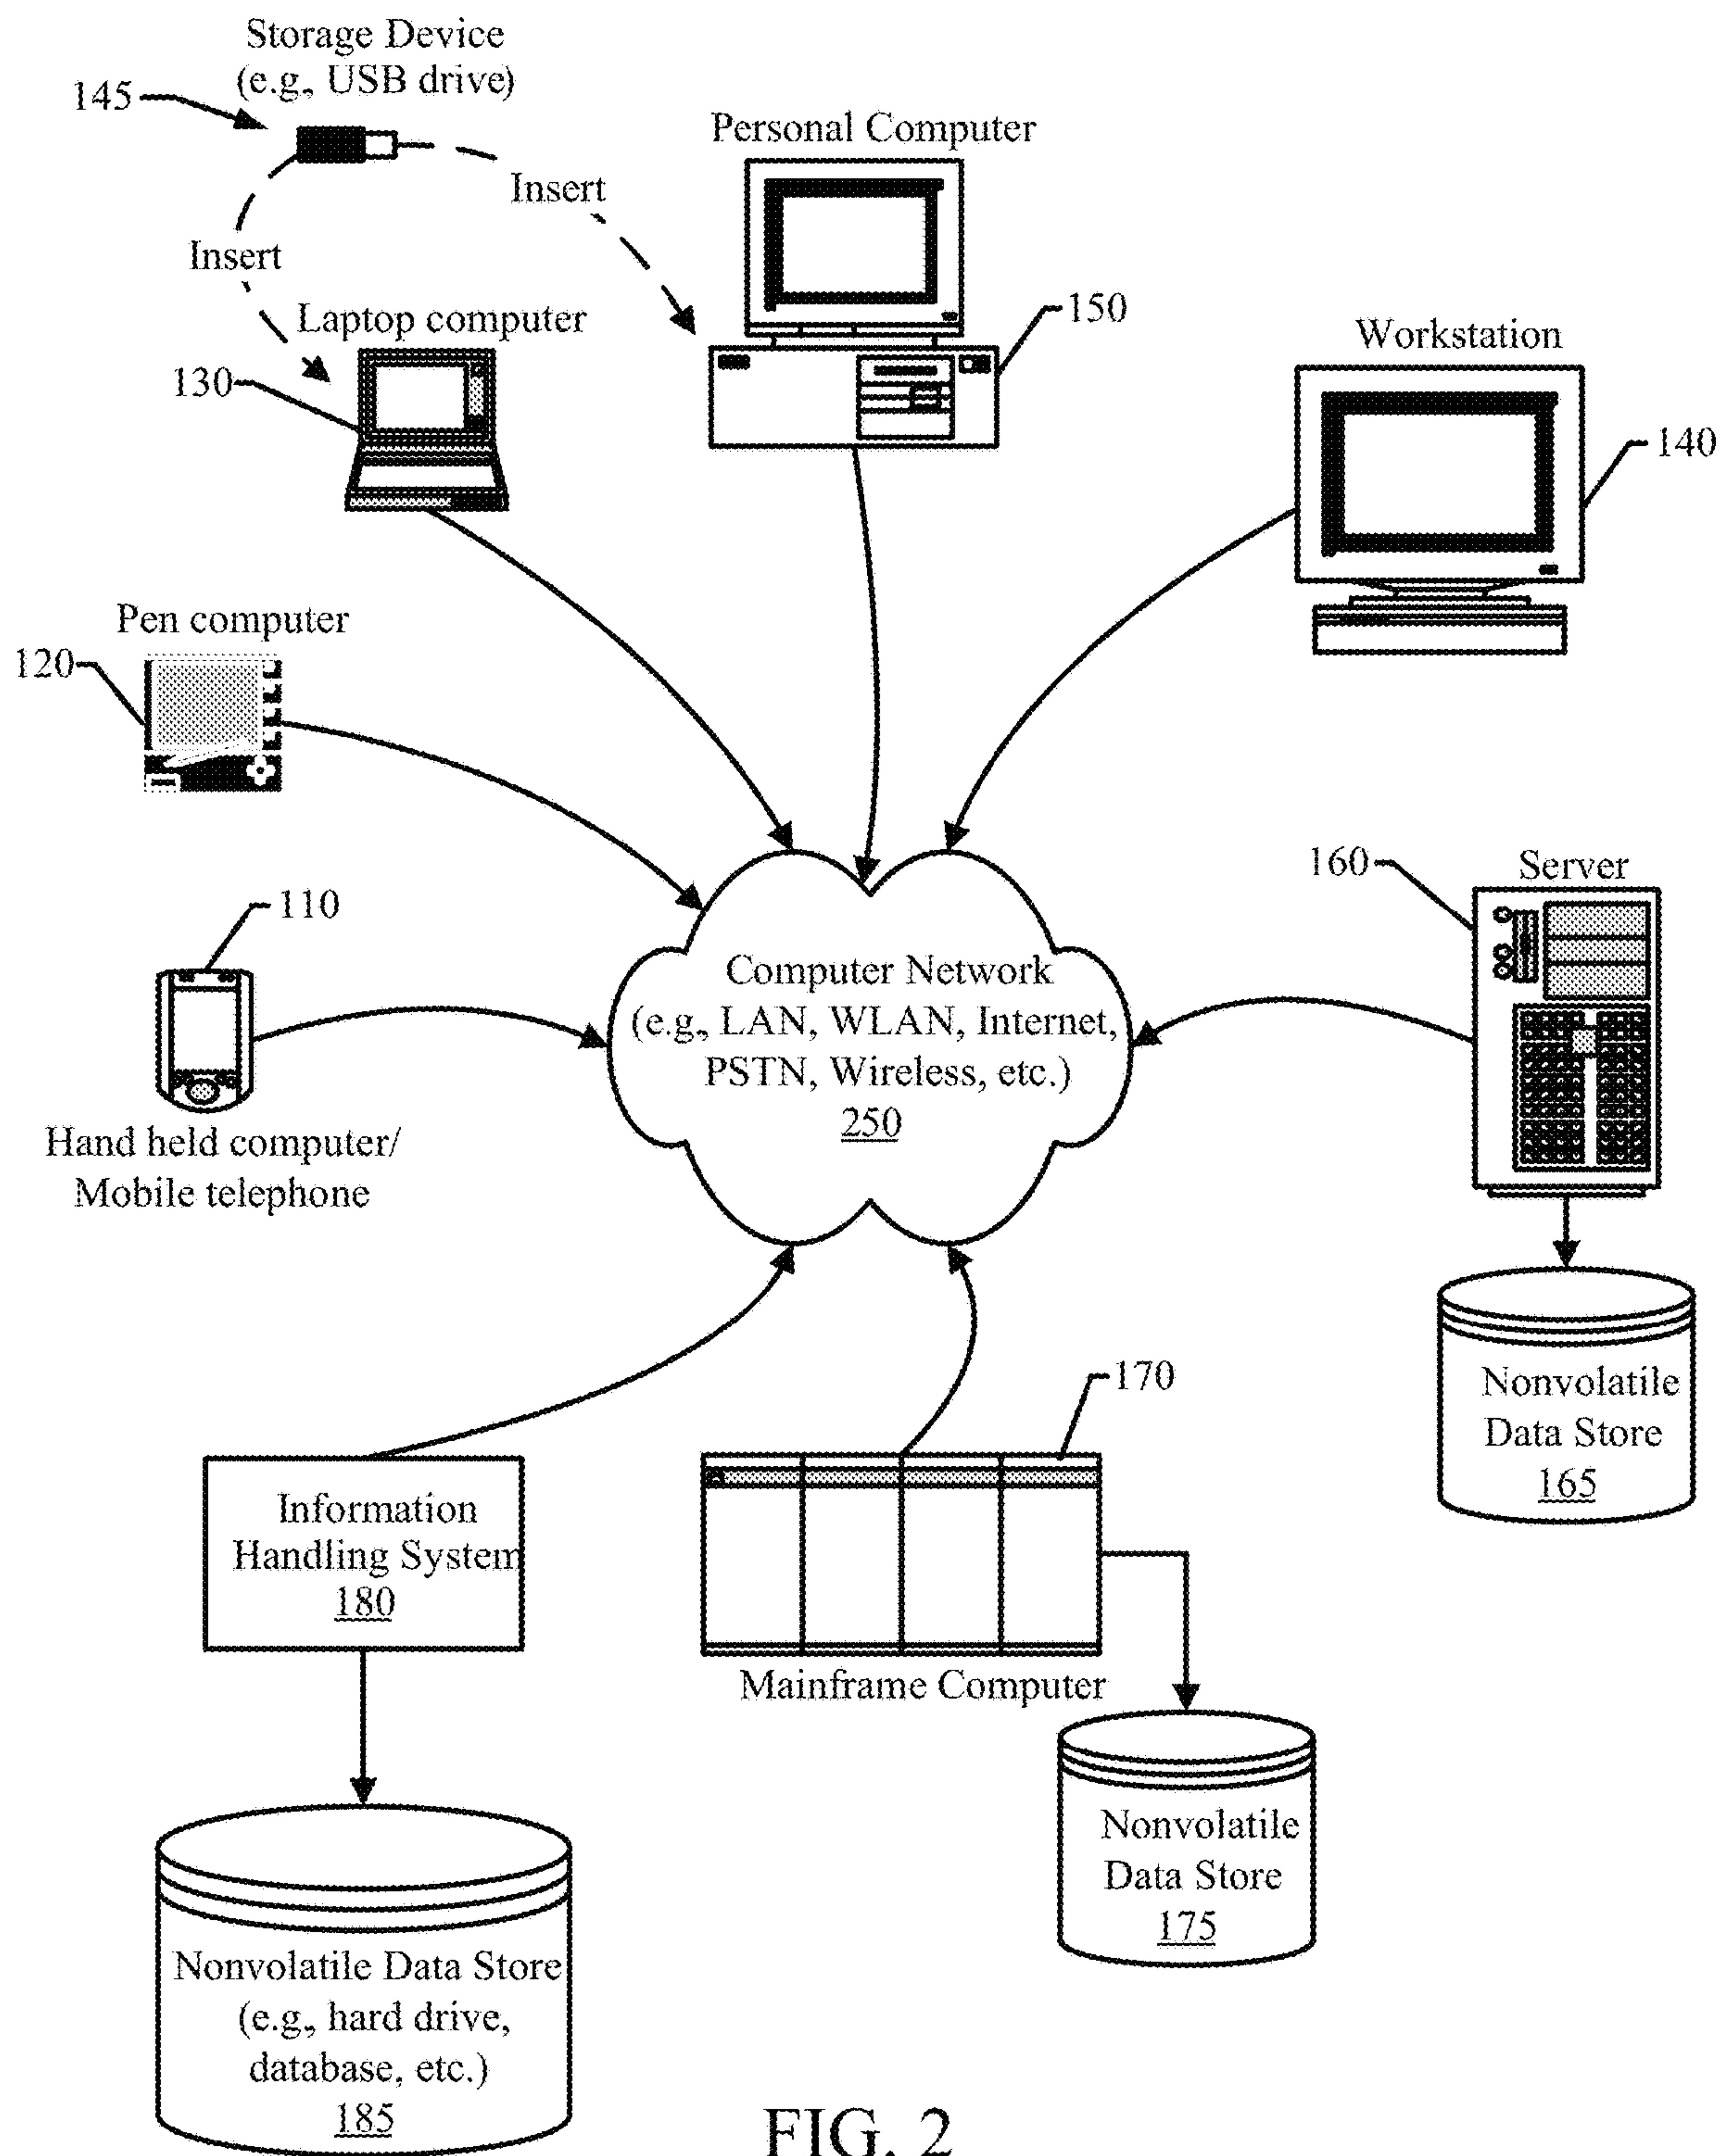 Storage Device
(e.g., USB drive)
145
Insert
Insert
Personal Computer
150
Laptop computer
130
Workstation
140
Pen computer
120
110
Hand held computer/
Mobile telephone
Computer Network
(e.g., LAN, WLAN, Internet,
PSTN, Wireless, etc.)
250
160
Server
Nonvolatile
Data Store
165
170
Mainframe Computer
Nonvolatile
Data Store
175
Information
Handling System
180
Nonvolatile Data Store
(e.g., hard drive,
database, etc.)
185
FIG. 2